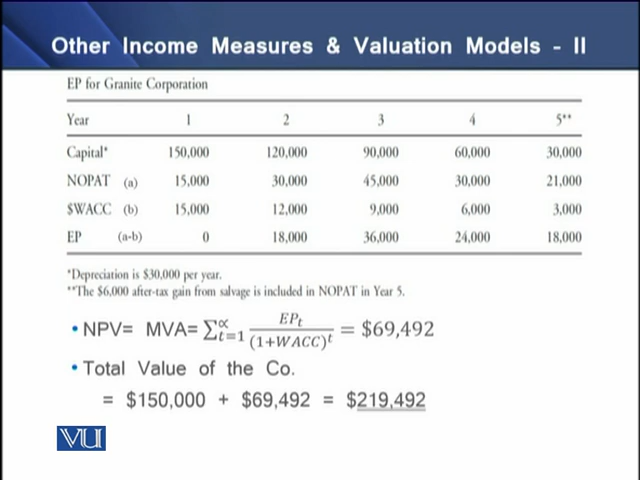 Other Income Measures & Valuation Models - II
EP for Granite Corporation
Year 1 2 3 4 5**
Capital* 150,000 120,000 90,000 60,000 30,000
NOPAT (a) 15,000 30,000 45,000 30,000 21,000
$WACC (b) 15,000 12,000 9,000 6,000 3,000
EP (a-b) 0 18,000 36,000 24,000 18,000
*Depreciation is $30,000 per year.
**The $6,000 after-tax gain from salvage is included in NOPAT in Year 5.
• NPV= MVA= ∑_{t=1}^{∝} EP_t / (1+WACC)^t = $69,492
• Total Value of the Co.
= $150,000 + $69,492 = $219,492
VU